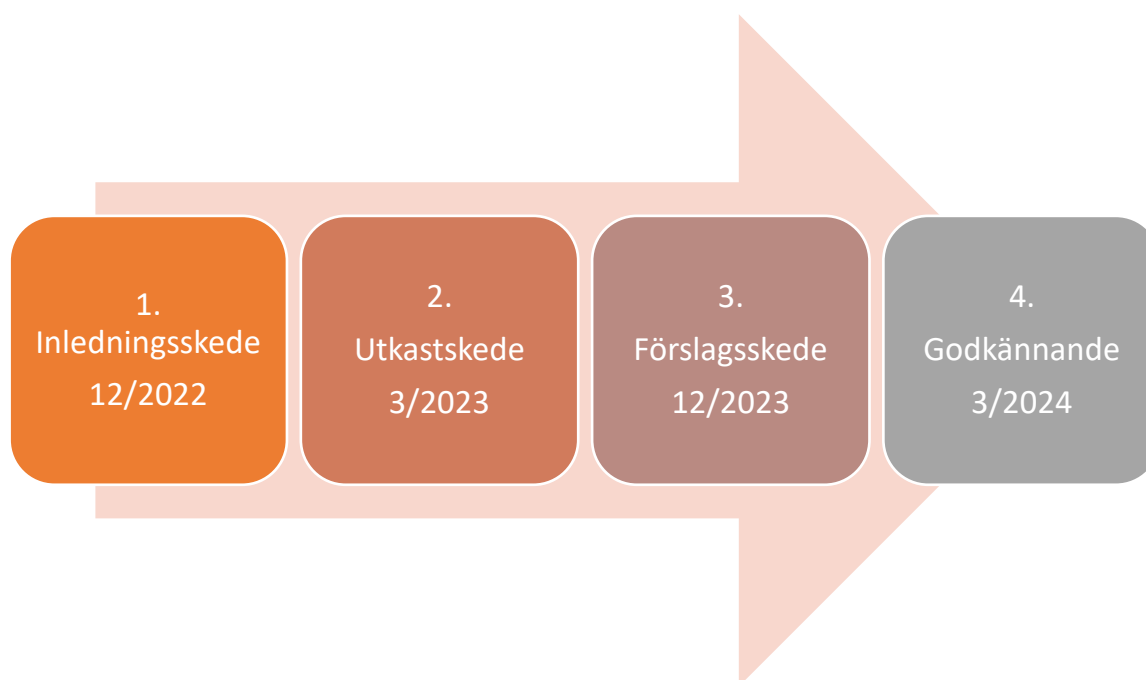 1.
Inledningsskede
12/2022
2.
Utkastskede
3/2023
3.
Förslagsskede
12/2023
4.
Godkännande
3/2024